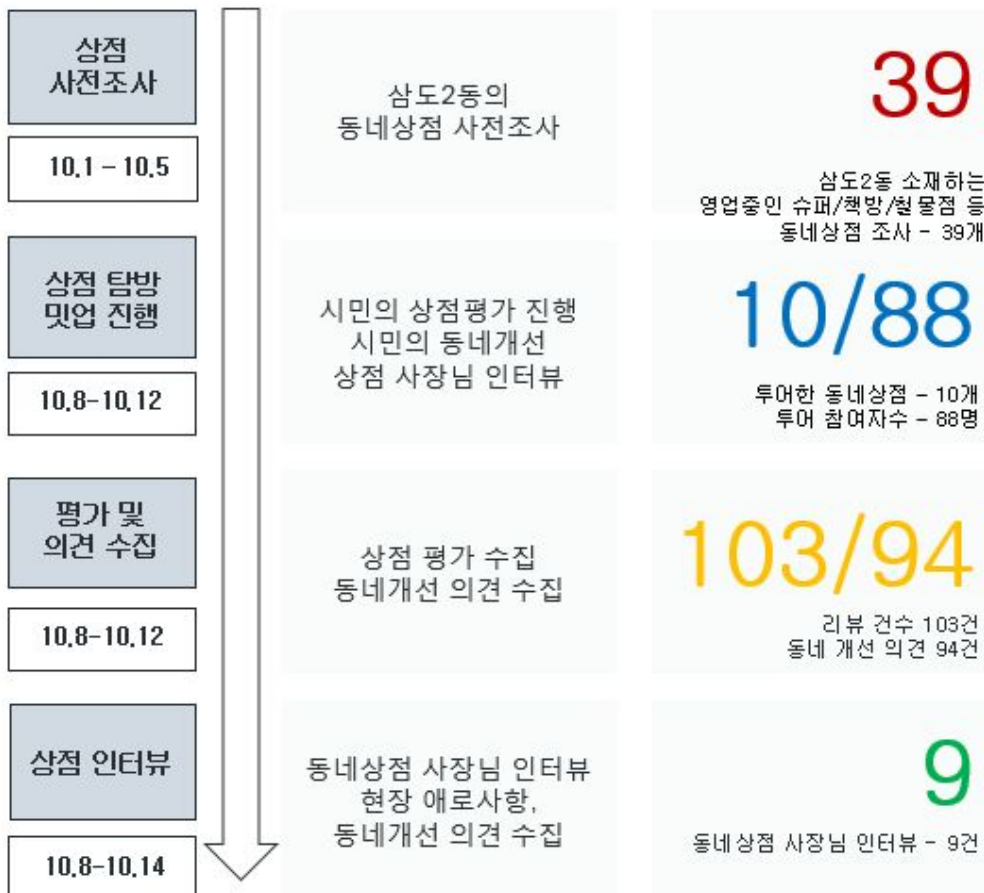 상점
사전조사
10.1 - 10.5
삼도2동의
동네상점 사전조사
39
삼도2동 소재하는
영업중인 슈퍼/책방/철물점 등
동네상점 조사 - 39개
상점 탐방
밋업 진행
10.8-10.12
시민의 상점평가 진행
시민의 동네개선
상점 사장님 인터뷰
10/88
투어한 동네상점 - 10개
투어 참여자수 - 88명
평가 및
의견 수집
10.8-10.12
상점 평가 수집
동네개선 의견 수집
103/94
리뷰 건수 103건
동네 개선 의견 94건
상점 인터뷰
10.8-10.14
동네상점 사장님 인터뷰
현장 애로사항,
동네개선 의견 수집
9
동네상점 사장님 인터뷰 - 9건